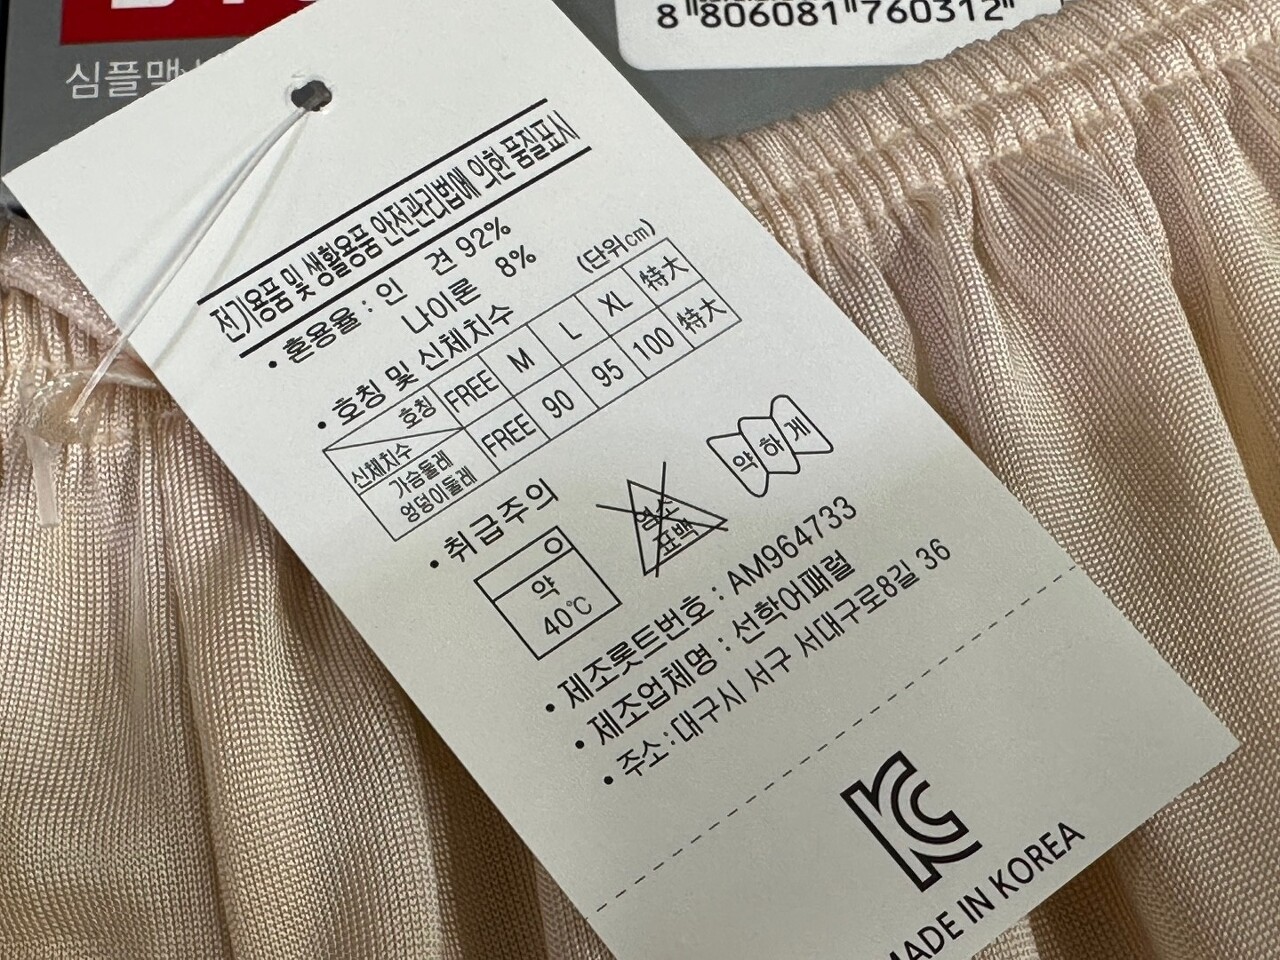 8 806081 760312
심플맥
전기용품 및 생활용품 안전관리법에 의한 품질표시
• 혼용율 : 인 견 92%
나이론 8%
• 호칭 및 신체치수 (단위cm)
호칭 FREE M L XL 特大
신체치수
가슴둘레 엉덩이둘레 FREE 90 95 100 特大
• 취급주의
약 40℃
염소 표백
약하게
• 제조롯트번호 : AM964733
• 제조업체명 : 선학어패럴
• 주소 : 대구시 서구 서대구로8길 36
MADE IN KOREA